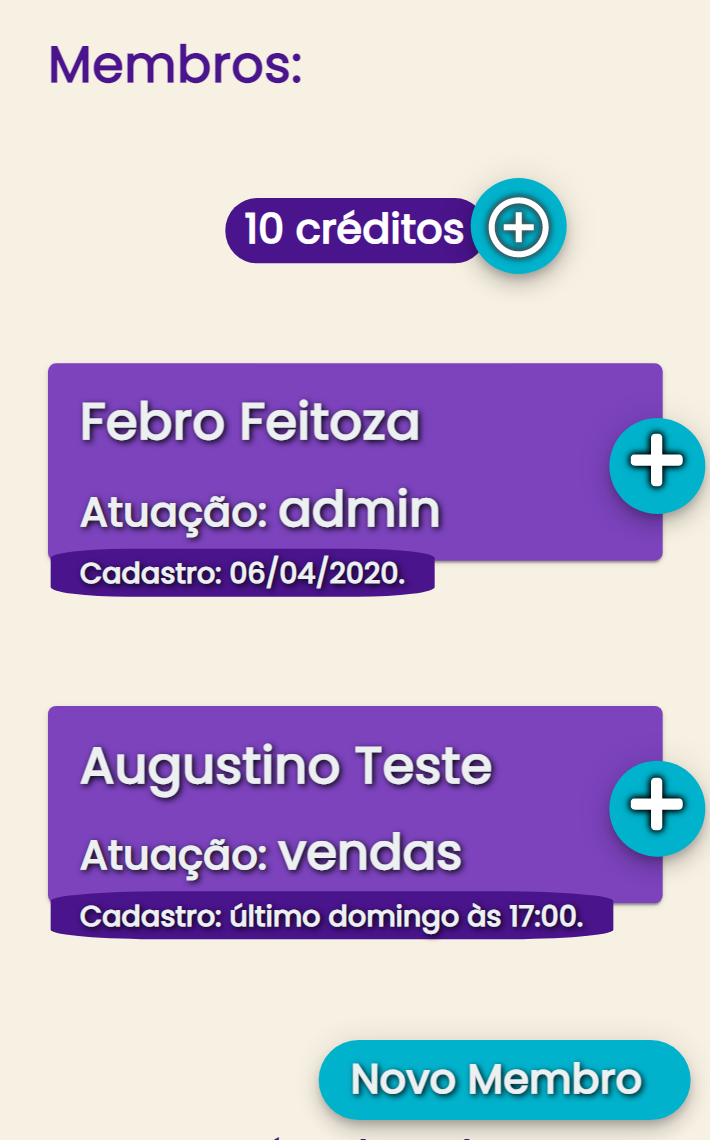 Membros:
10 créditos
Febro Feitoza
Atuação: admin
Cadastro: 06/04/2020.
Augustino Teste
Atuação: vendas
Cadastro: último domingo às 17:00.
Novo Membro